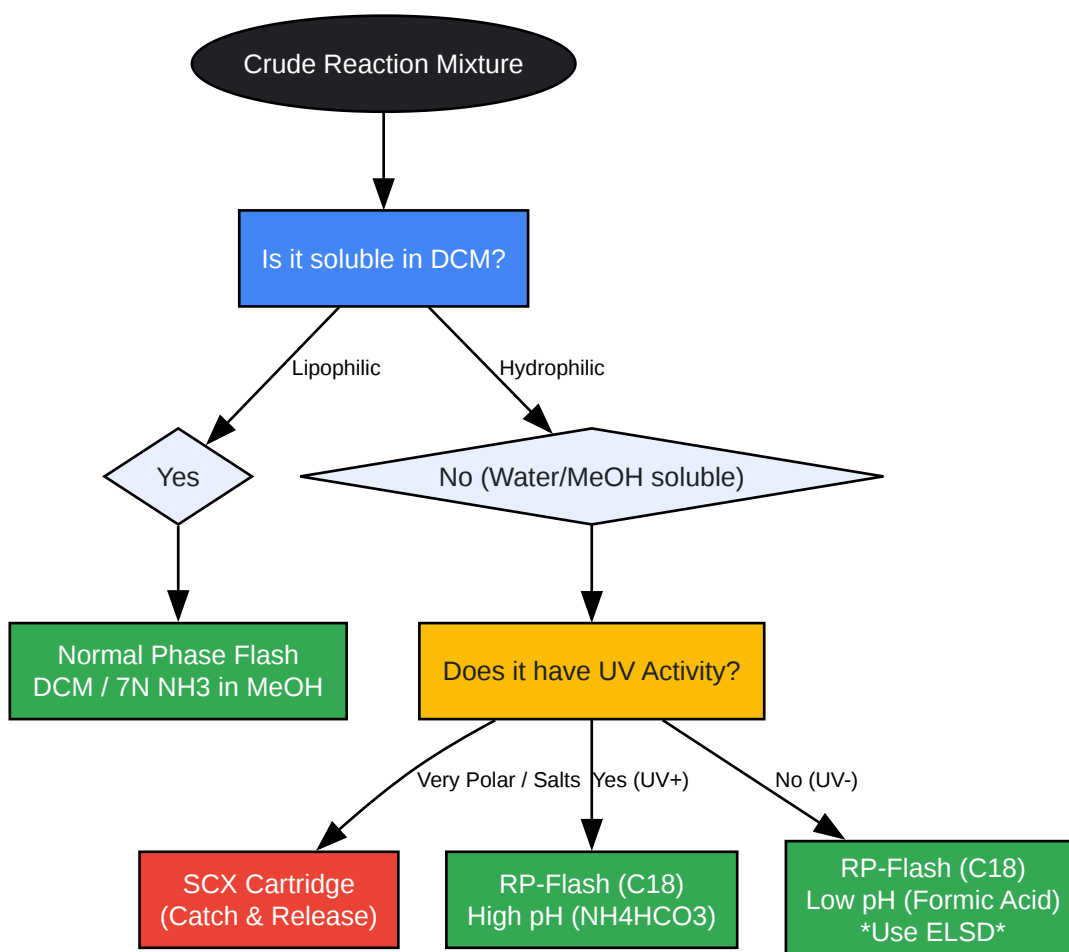 Crude Reaction Mixture
Is it soluble in DCM?
Lipophilic
Hydrophilic
Yes
No (Water/MeOH soluble)
Normal Phase Flash
DCM / 7N NH3 in MeOH
Does it have UV Activity?
Very Polar / Salts
Yes (UV+)
No (UV-)
SCX Cartridge
(Catch & Release)
RP-Flash (C18)
High pH (NH4HCO3)
RP-Flash (C18)
Low pH (Formic Acid)
*Use ELSD*